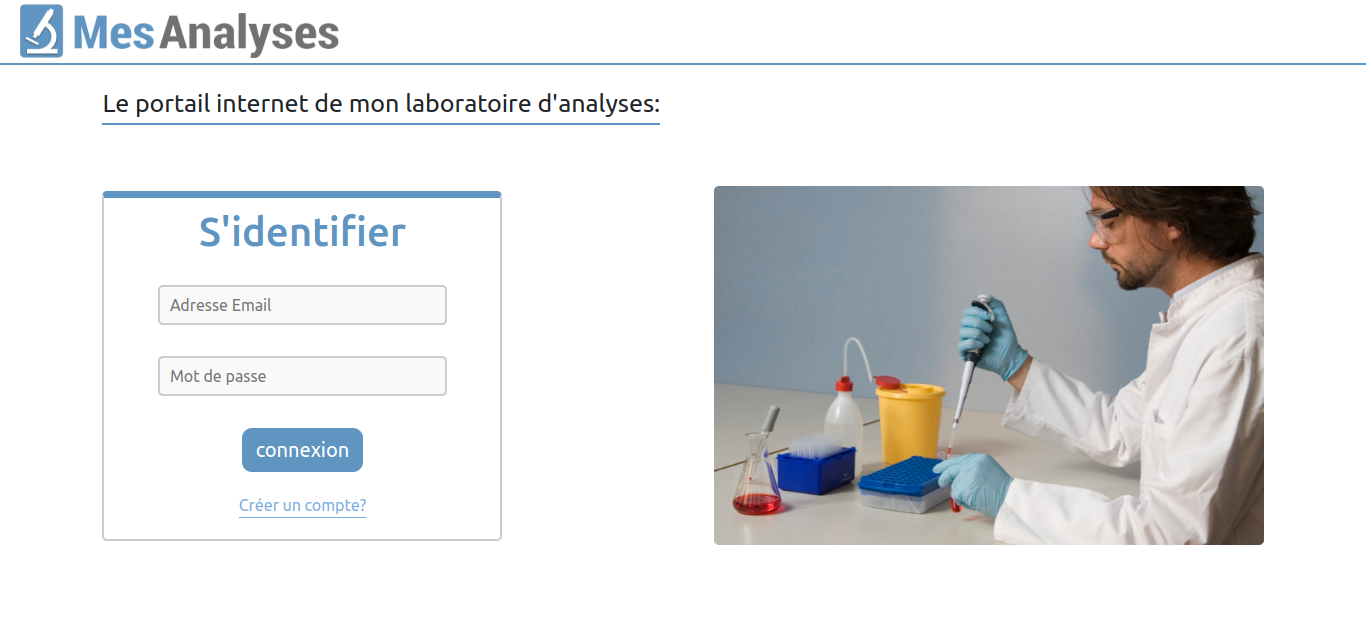 MesAnalyses
Le portail internet de mon laboratoire d'analyses:
S'identifier
Adresse Email
Mot de passe
connexion
Créer un compte?